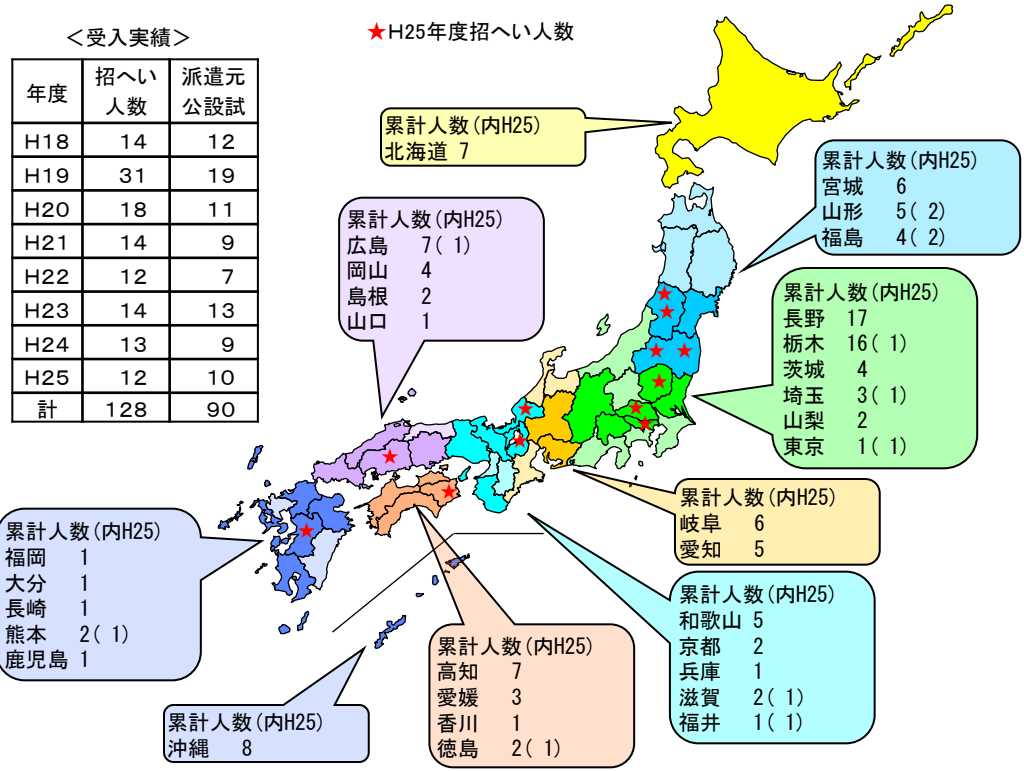 ＜受入実績＞
年度 招へい人数 派遣元公設試
H18 14 12
H19 31 19
H20 18 11
H21 14 9
H22 12 7
H23 14 13
H24 13 9
H25 12 10
計 128 90
★H25年度招へい人数
累計人数(内H25)
北海道 7
累計人数(内H25)
宮城 6
山形 5( 2)
福島 4( 2)
累計人数(内H25)
広島 7( 1)
岡山 4
島根 2
山口 1
累計人数(内H25)
長野 17
栃木 16( 1)
茨城 4
埼玉 3( 1)
山梨 2
東京 1( 1)
累計人数(内H25)
岐阜 6
愛知 5
累計人数(内H25)
福岡 1
大分 1
長崎 1
熊本 2( 1)
鹿児島 1
累計人数(内H25)
和歌山 5
京都 2
兵庫 1
滋賀 2( 1)
福井 1( 1)
累計人数(内H25)
高知 7
愛媛 3
香川 1
徳島 2( 1)
累計人数(内H25)
沖縄 8